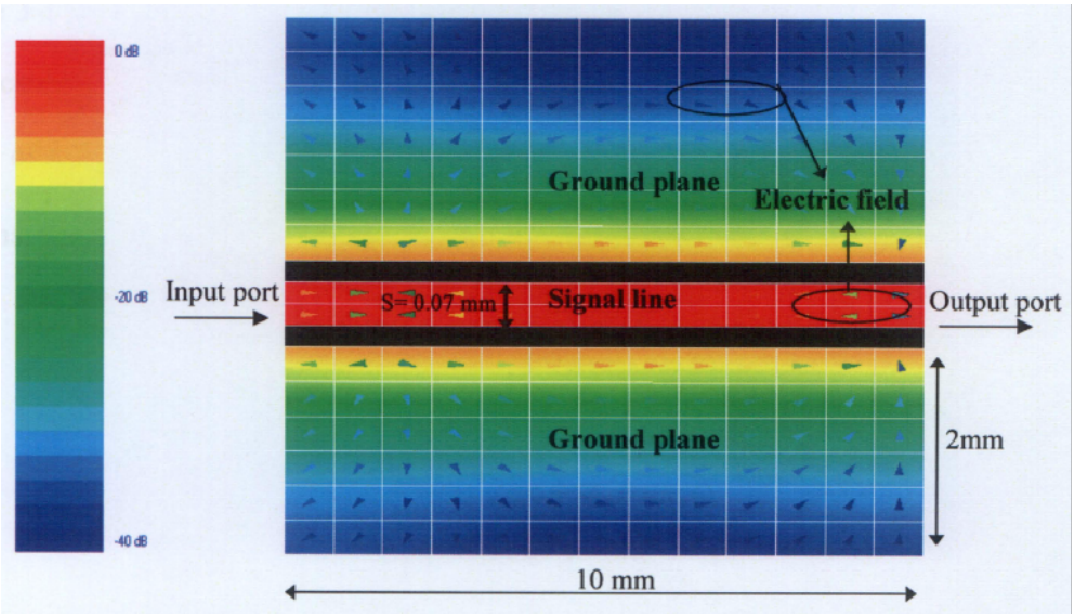 0 dB
Ground plane
Electric field
-20 dB
Input port
S= 0.07 mm
Signal line
Output port
Ground plane
2mm
-40 dB
10 mm